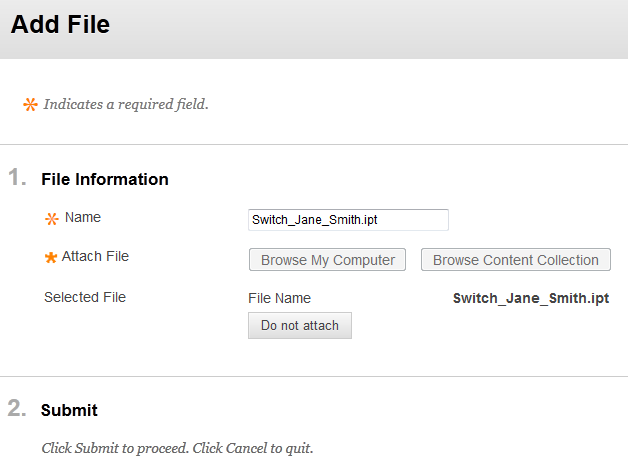 Add File
* Indicates a required field.
1. File Information
* Name Switch_Jane_Smith.ipt
* Attach File Browse My Computer Browse Content Collection
Selected File File Name Switch_Jane_Smith.ipt
Do not attach
2. Submit
Click Submit to proceed. Click Cancel to quit.